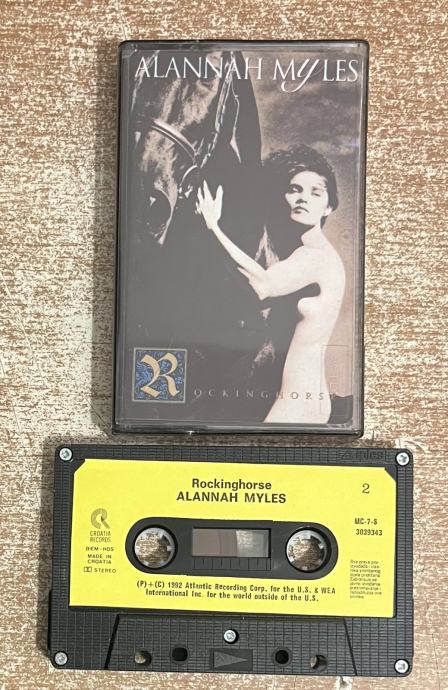 ALANNAH MYLES
ROCKINGHORSE
Rockinghorse
ALANNAH MYLES
2
CROATIA
RECORDS
BIEM - HDS
MADE IN
CROATIA
STEREO
MC-7-S
3039343
(P)+(C) 1992 Atlantic Recording Corp. for the U.S. & WEA
International Inc. for the world outside of the U.S.